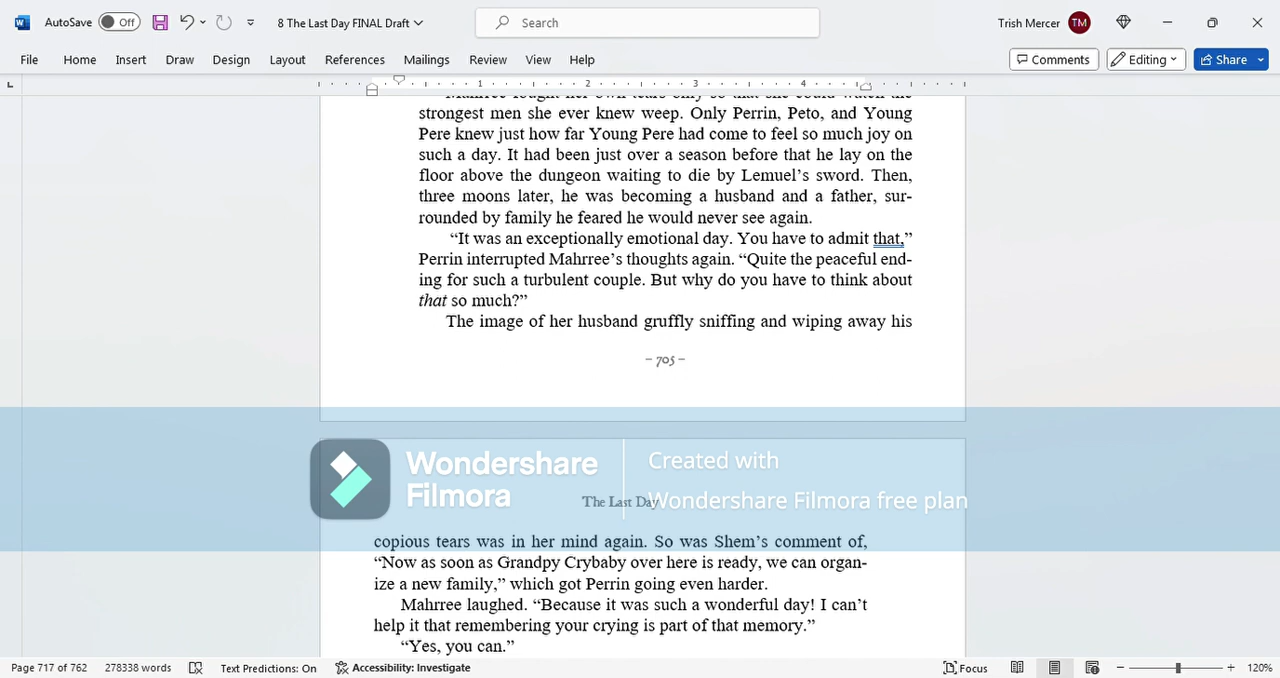 AutoSave Off 8 The Last Day FINAL Draft Search Trish Mercer TM
File Home Insert Draw Design Layout References Mailings Review View Help Comments Editing Share
1 2 3 4
strongest men she ever knew weep. Only Perrin, Peto, and Young
Pere knew just how far Young Pere had come to feel so much joy on
such a day. It had been just over a season before that he lay on the
floor above the dungeon waiting to die by Lemuel’s sword. Then,
three moons later, he was becoming a husband and a father, sur-
rounded by family he feared he would never see again.
“It was an exceptionally emotional day. You have to admit that,”
Perrin interrupted Mahrree’s thoughts again. “Quite the peaceful end-
ing for such a turbulent couple. But why do you have to think about
that so much?”
The image of her husband gruffly sniffing and wiping away his
– 705 –
Wondershare
Filmora
Created with
Wondershare Filmora free plan
The Last Day
copious tears was in her mind again. So was Shem’s comment of,
“Now as soon as Grandpy Crybaby over here is ready, we can organ-
ize a new family,” which got Perrin going even harder.
Mahrree laughed. “Because it was such a wonderful day! I can’t
help it that remembering your crying is part of that memory.”
“Yes, you can.”
Page 717 of 762 278338 words Text Predictions: On Accessibility: Investigate Focus 120%